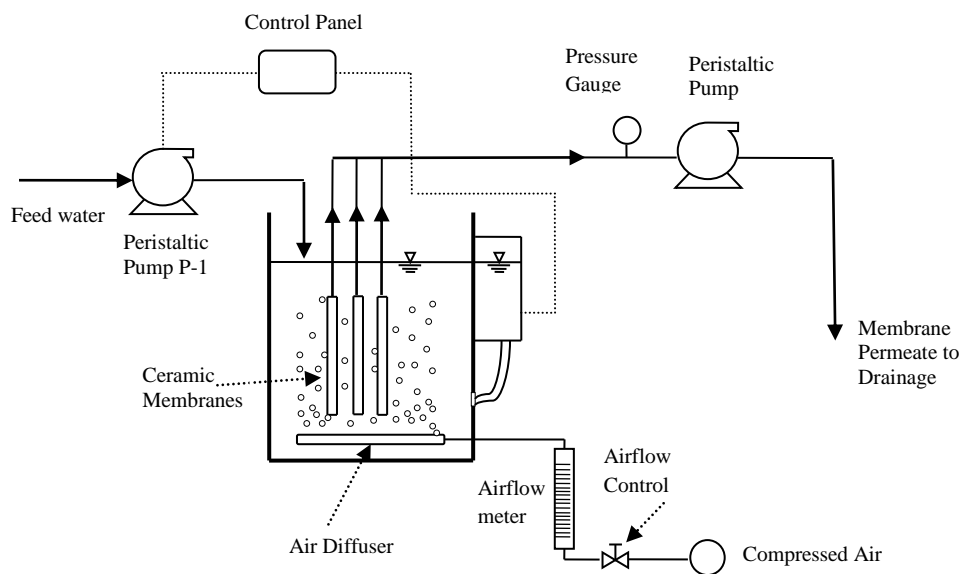 Control Panel
Pressure
Gauge
Peristaltic
Pump
Feed water
Peristaltic
Pump P-1
Membrane
Permeate to
Drainage
Ceramic
Membranes
Airflow
meter
Airflow
Control
Air Diffuser
Compressed Air